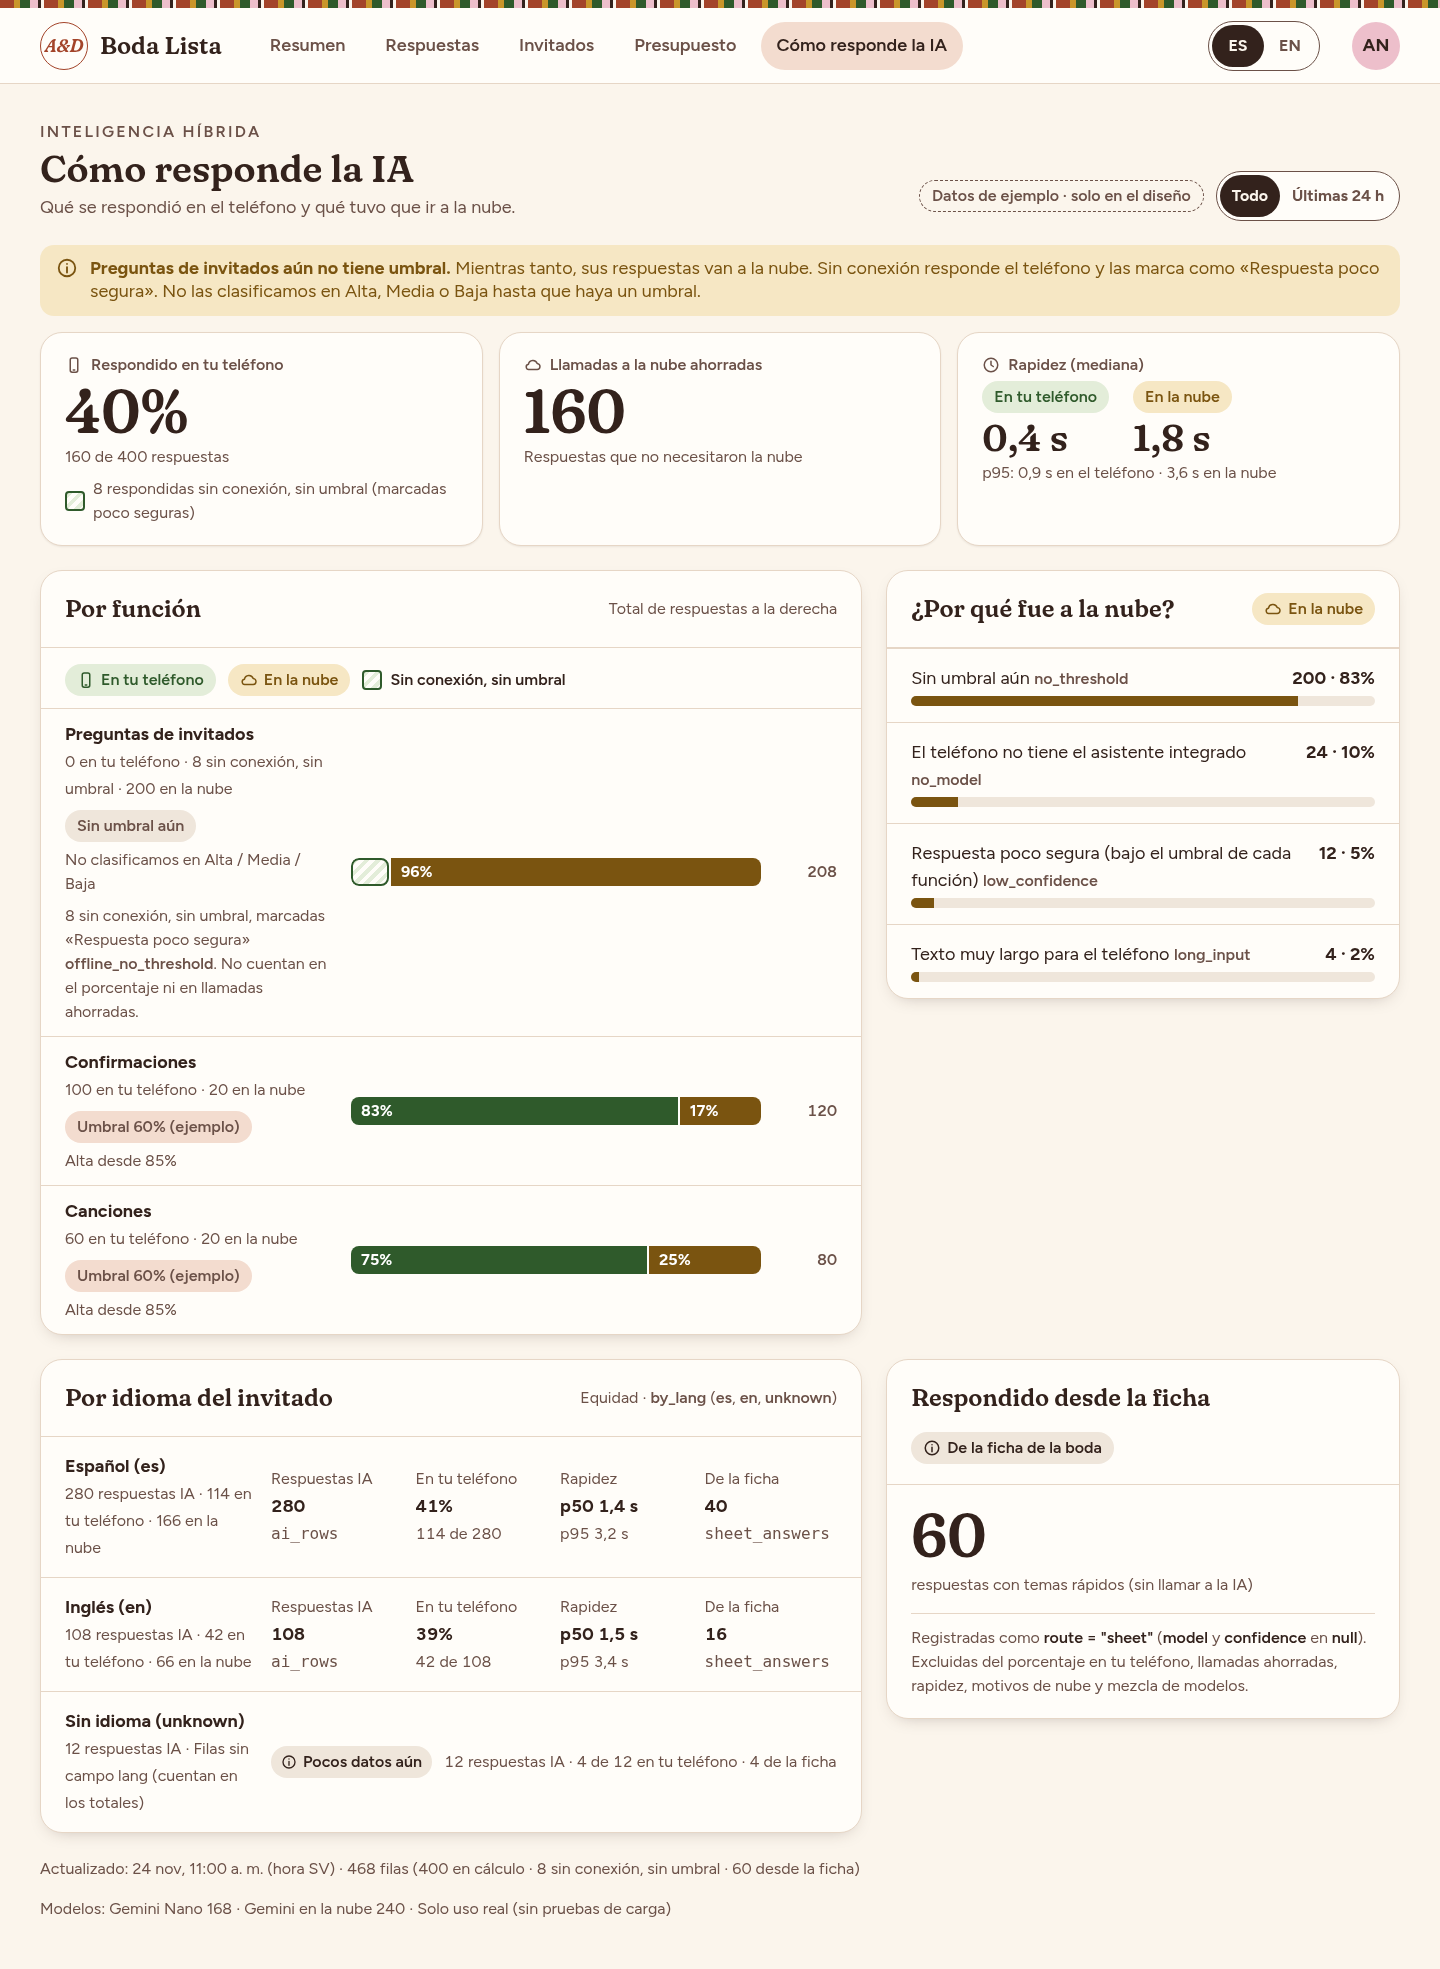 A&D Boda Lista Resumen Respuestas Invitados Presupuesto Cómo responde la IA ES EN AN
INTELIGENCIA HÍBRIDA
Cómo responde la IA
Qué se respondió en el teléfono y qué tuvo que ir a la nube.
Datos de ejemplo · solo en el diseño Todo Últimas 24 h
Preguntas de invitados aún no tiene umbral. Mientras tanto, sus respuestas van a la nube. Sin conexión responde el teléfono y las marca como «Respuesta poco
segura». No las clasificamos en Alta, Media o Baja hasta que haya un umbral.
Respondido en tu teléfono
40%
160 de 400 respuestas
8 respondidas sin conexión, sin umbral (marcadas
poco seguras)
Llamadas a la nube ahorradas
160
Respuestas que no necesitaron la nube
Rapidez (mediana)
En tu teléfono En la nube
0,4 s 1,8 s
p95: 0,9 s en el teléfono · 3,6 s en la nube
Por función Total de respuestas a la derecha
En tu teléfono En la nube Sin conexión, sin umbral
Preguntas de invitados
0 en tu teléfono · 8 sin conexión, sin
umbral · 200 en la nube
Sin umbral aún
No clasificamos en Alta / Media /
Baja
8 sin conexión, sin umbral, marcadas
«Respuesta poco segura»
offline_no_threshold. No cuentan en
el porcentaje ni en llamadas
ahorradas.
96% 208
Confirmaciones
100 en tu teléfono · 20 en la nube
Umbral 60% (ejemplo)
Alta desde 85%
83% 17% 120
Canciones
60 en tu teléfono · 20 en la nube
Umbral 60% (ejemplo)
Alta desde 85%
75% 25% 80
¿Por qué fue a la nube? En la nube
Sin umbral aún no_threshold 200 · 83%
El teléfono no tiene el asistente integrado 24 · 10%
no_model
Respuesta poco segura (bajo el umbral de cada 12 · 5%
función) low_confidence
Texto muy largo para el teléfono long_input 4 · 2%
Por idioma del invitado Equidad · by_lang (es, en, unknown)
Español (es)
280 respuestas IA · 114 en
tu teléfono · 166 en la
nube
Respuestas IA En tu teléfono Rapidez De la ficha
280 41% p50 1,4 s 40
ai_rows 114 de 280 p95 3,2 s sheet_answers
Inglés (en)
108 respuestas IA · 42 en
tu teléfono · 66 en la nube
Respuestas IA En tu teléfono Rapidez De la ficha
108 39% p50 1,5 s 16
ai_rows 42 de 108 p95 3,4 s sheet_answers
Sin idioma (unknown)
12 respuestas IA · Filas sin
campo lang (cuentan en
los totales)
Pocos datos aún 12 respuestas IA · 4 de 12 en tu teléfono · 4 de la ficha
Respondido desde la ficha
De la ficha de la boda
60
respuestas con temas rápidos (sin llamar a la IA)
Registradas como route = "sheet" (model y confidence en null).
Excluidas del porcentaje en tu teléfono, llamadas ahorradas,
rapidez, motivos de nube y mezcla de modelos.
Actualizado: 24 nov, 11:00 a. m. (hora SV) · 468 filas (400 en cálculo · 8 sin conexión, sin umbral · 60 desde la ficha)
Modelos: Gemini Nano 168 · Gemini en la nube 240 · Solo uso real (sin pruebas de carga)